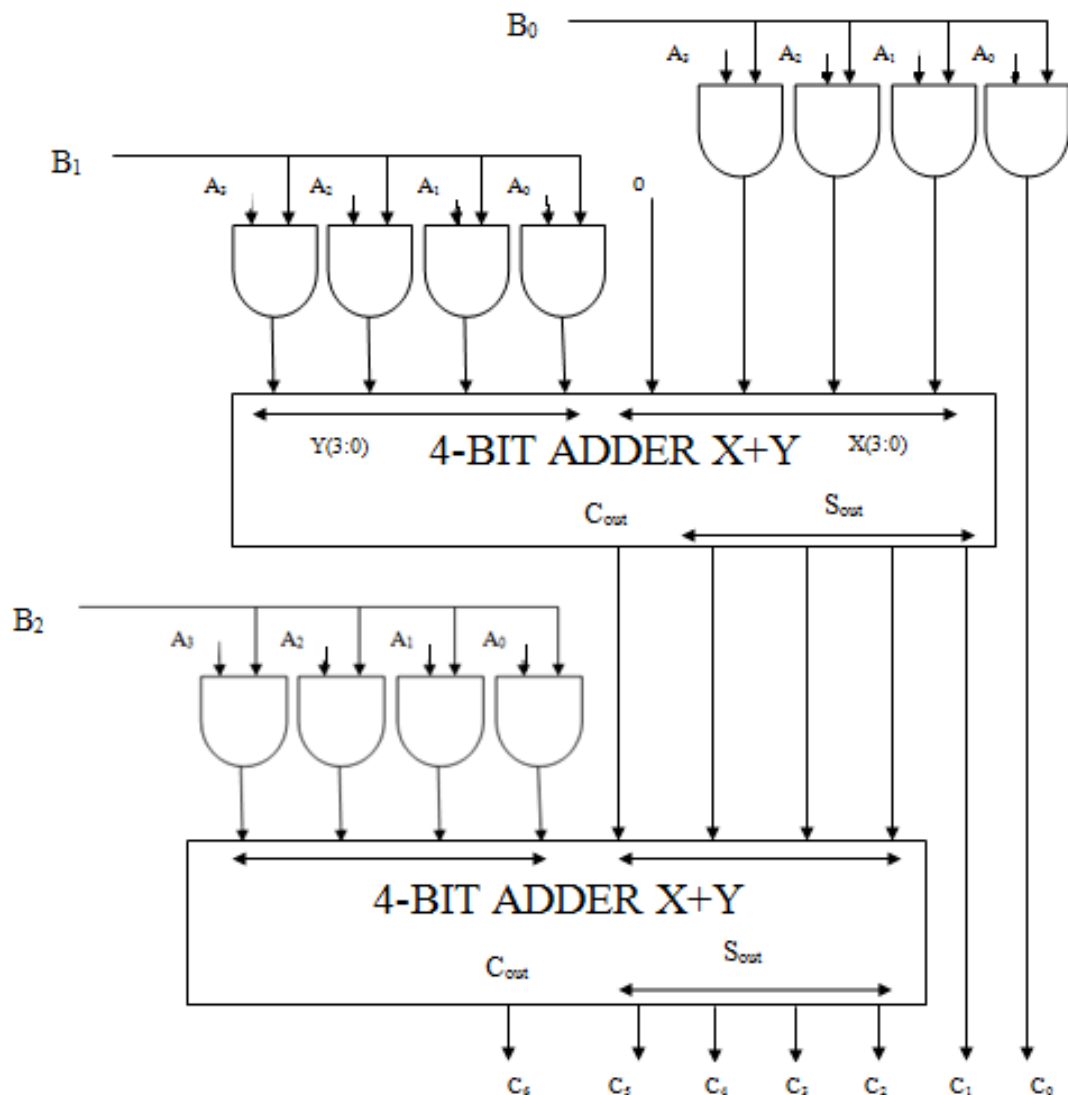 B₀
A₃ A₂ A₁ A₀
B₁
A₃ A₂ A₁ A₀ 0
Y(3:0) 4-BIT ADDER X+Y X(3:0)
Cout Sout
B₂
A₃ A₂ A₁ A₀
4-BIT ADDER X+Y
Cout Sout
C₆ C₅ C₄ C₃ C₂ C₁ C₀